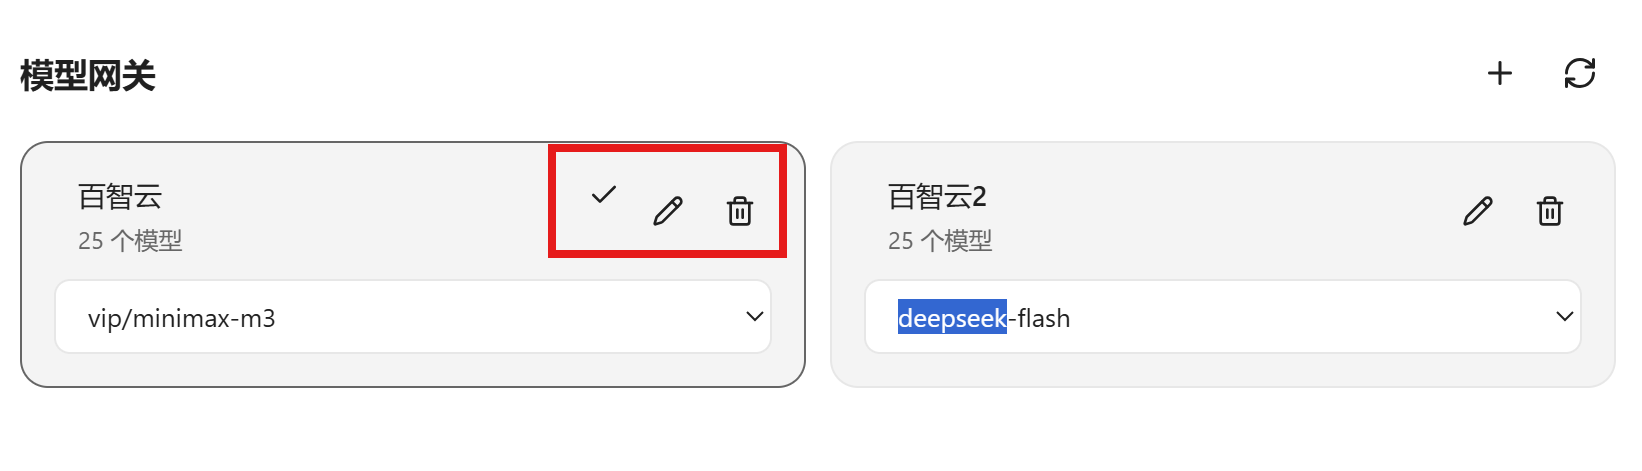 模型网关
百智云
25 个模型
vip/minimax-m3
百智云2
25 个模型
deepseek-flash